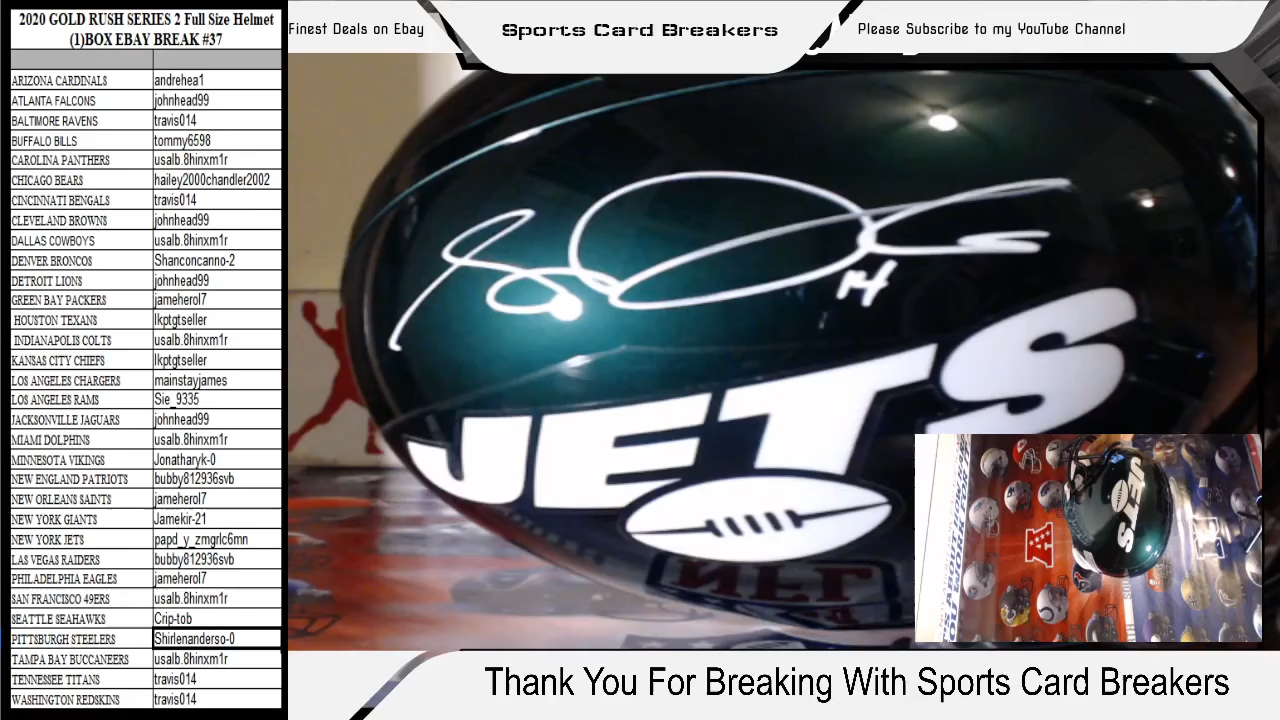 2020 GOLD RUSH SERIES 2 Full Size Helmet
(1)BOX EBAY BREAK #37
ARIZONA CARDINALS andrehea1
ATLANTA FALCONS johnhead99
BALTIMORE RAVENS travis014
BUFFALO BILLS tommy6598
CAROLINA PANTHERS usalb.8hinxm1r
CHICAGO BEARS hailey2000chandler2002
CINCINNATI BENGALS travis014
CLEVELAND BROWNS johnhead99
DALLAS COWBOYS usalb.8hinxm1r
DENVER BRONCOS Shanconcanno-2
DETROIT LIONS johnhead99
GREEN BAY PACKERS jameherol7
HOUSTON TEXANS lkptgtseller
INDIANAPOLIS COLTS usalb.8hinxm1r
KANSAS CITY CHIEFS lkptgtseller
LOS ANGELES CHARGERS mainstayjames
LOS ANGELES RAMS Sie_9335
JACKSONVILLE JAGUARS johnhead99
MIAMI DOLPHINS usalb.8hinxm1r
MINNESOTA VIKINGS Jonatharyk-0
NEW ENGLAND PATRIOTS bubby812936svb
NEW ORLEANS SAINTS jameherol7
NEW YORK GIANTS Jamekir-21
NEW YORK JETS papd_y_zmgrlc6mn
LAS VEGAS RAIDERS bubby812936svb
PHILADELPHIA EAGLES jameherol7
SAN FRANCISCO 49ERS usalb.8hinxm1r
SEATTLE SEAHAWKS Crip-tob
PITTSBURGH STEELERS Shirlenanderso-0
TAMPA BAY BUCCANEERS usalb.8hinxm1r
TENNESSEE TITANS travis014
WASHINGTON REDSKINS travis014
Finest Deals on Ebay
Sports Card Breakers
Please Subscribe to my YouTube Channel
14
JETS
NFL
JETS
Thank You For Breaking With Sports Card Breakers